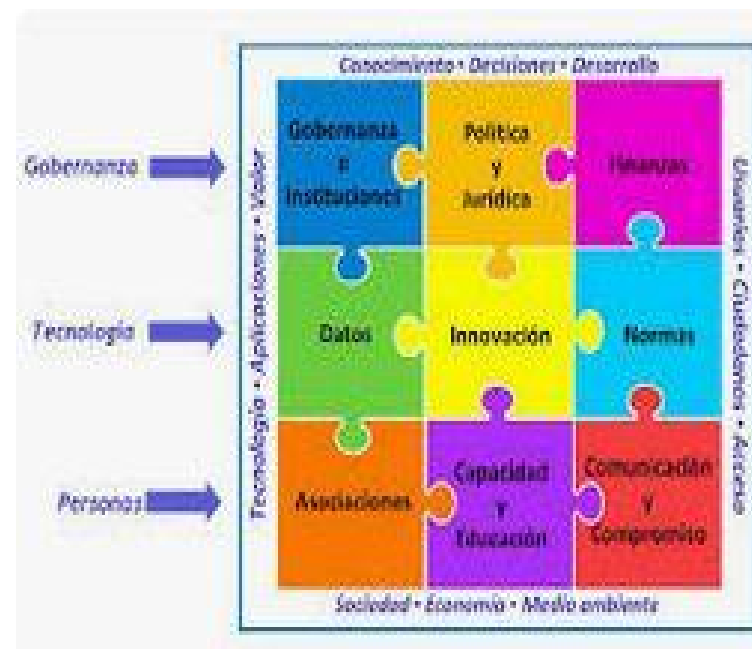 Conocimiento • Decisiones • Desarrollo
Gobernanza
Gobernanza
e
Instituciones
Política
y
Jurídica
Finanzas
Tecnología • Aplicaciones • Valor
Usuarios • Ciudadanos • Acceso
Tecnología
Datos
Innovación
Normas
Personas
Asociaciones
Capacidad
y
Educación
Comunicación
y
Compromiso
Sociedad • Economía • Medio ambiente